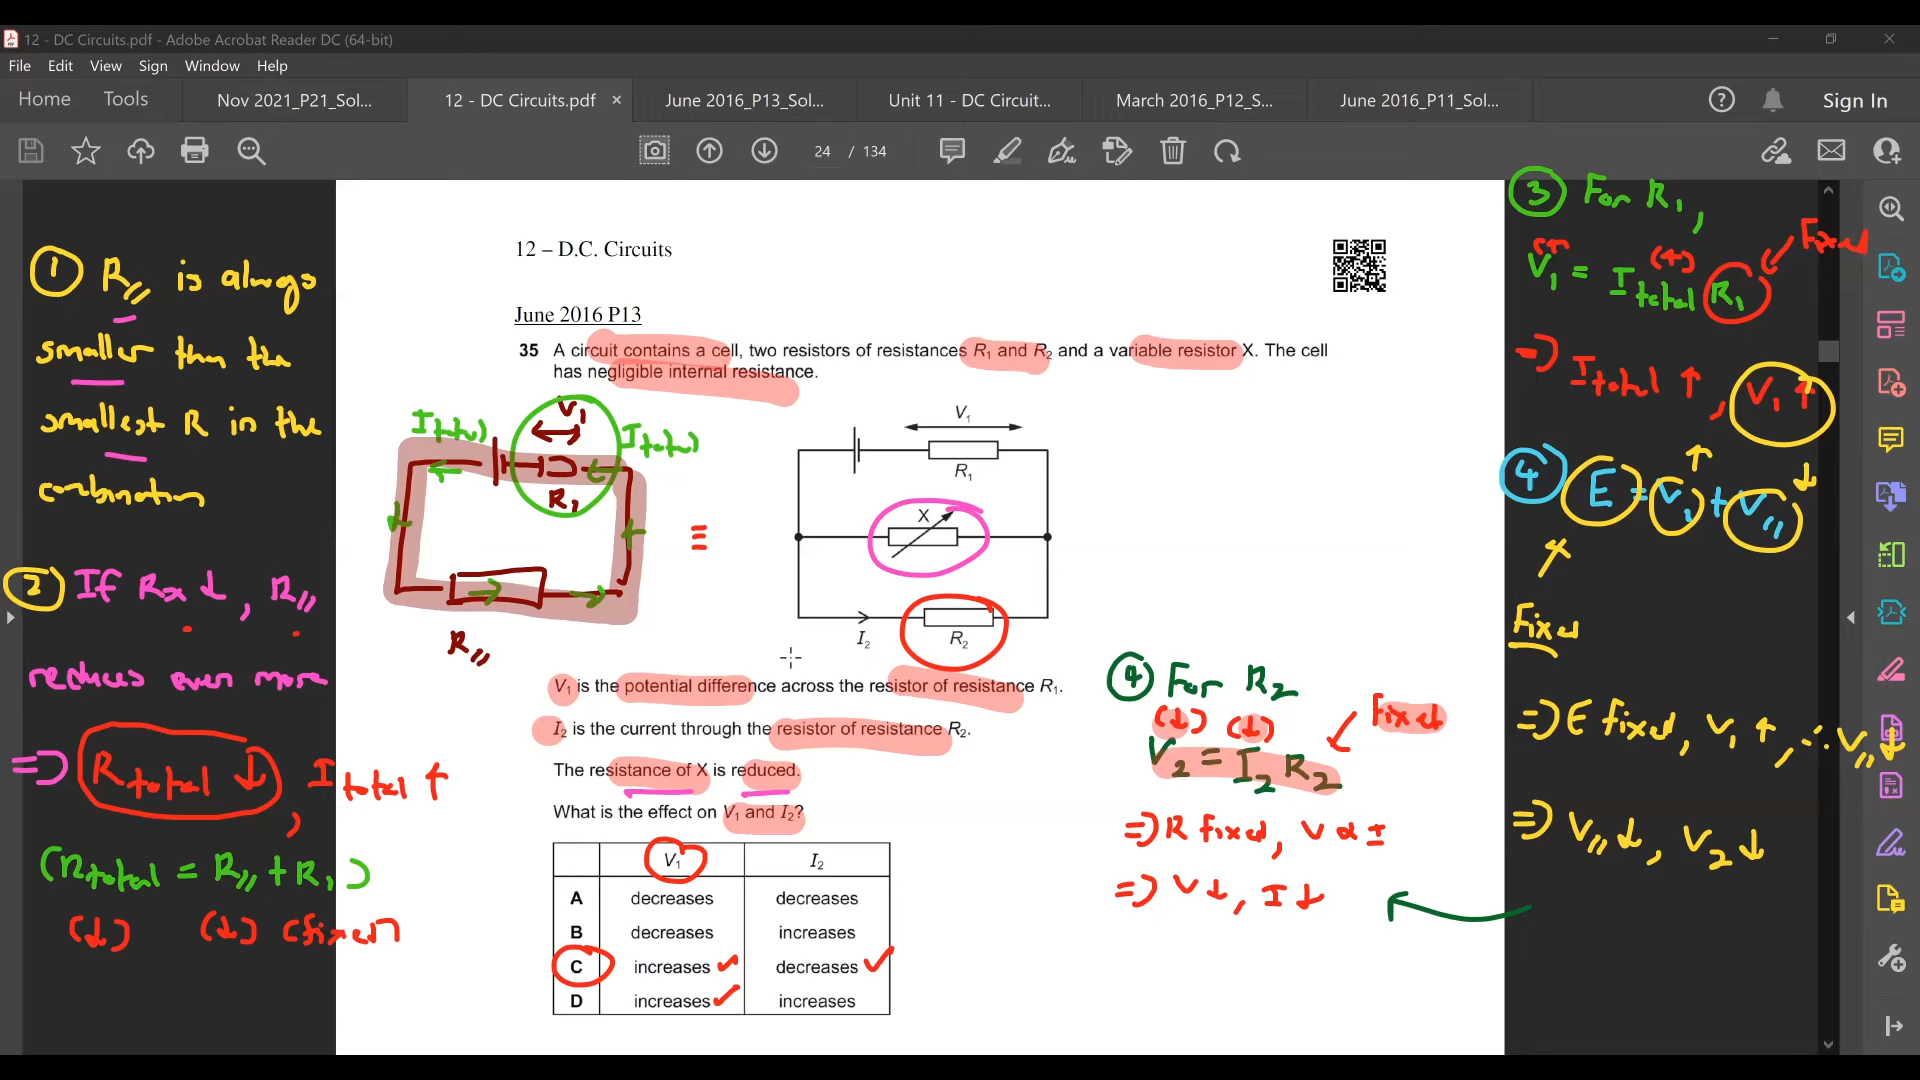 12 - DC Circuits.pdf - Adobe Acrobat Reader DC (64-bit)
File Edit View Sign Window Help
Home Tools Nov 2021_P21_Sol... 12 - DC Circuits.pdf × June 2016_P13_Sol... Unit 11 - DC Circuit... March 2016_P12_S... June 2016_P11_Sol... Sign In
24 / 134
12 – D.C. Circuits
June 2016 P13
35 A circuit contains a cell, two resistors of resistances R₁ and R₂ and a variable resistor X. The cell
has negligible internal resistance.
V₁
R₁
X
I₂
R₂
V₁ is the potential difference across the resistor of resistance R₁.
I₂ is the current through the resistor of resistance R₂.
The resistance of X is reduced.
What is the effect on V₁ and I₂?
V₁ I₂
A decreases decreases
B decreases increases
C increases ✓ decreases ✓
D increases ✓ increases
① R// is always
smaller than the
smallest R in the
combination
② If Rx ↓, R//
reduces even more
=> Rtotal ↓, Itotal ↑
(Rtotal = R// + R₁)
(↓) (↓) (fixed)
Itotal V₁ Itotal
R₁
R//
≡
③ For R₁,
(↑) (↑) Fixed
V₁ = Itotal R₁
=> Itotal ↑, V₁ ↑
④ E = V₁ ↑ + V// ↓
Fixed
=> E fixed, V₁ ↑, ∴ V// ↓
=> V// ↓, V₂ ↓
④ For R₂
(↓) (↓) Fixed
V₂ = I₂ R₂
=> R fixed, V α I
=> V ↓, I ↓